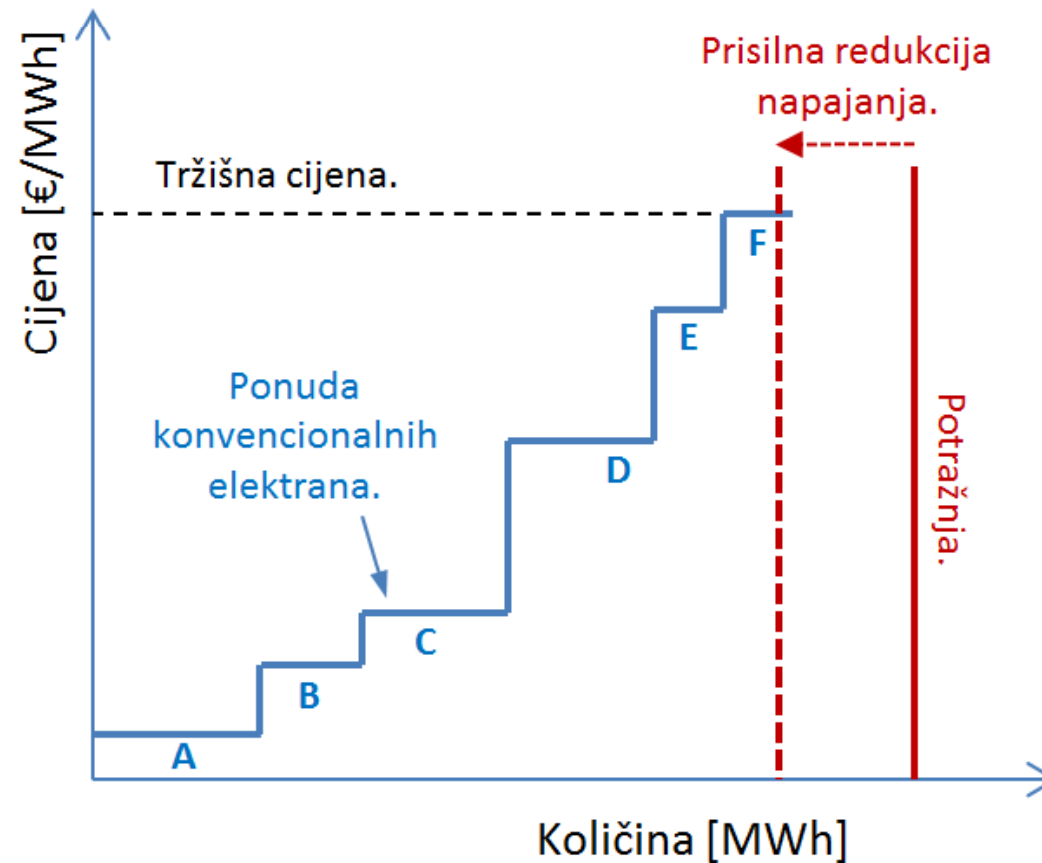 Cijena [€/MWh]
Prisilna redukcija
napajanja.
Tržišna cijena.
F
E
Ponuda
konvencionalnih
elektrana.
D
Potražnja.
C
B
A
Količina [MWh]